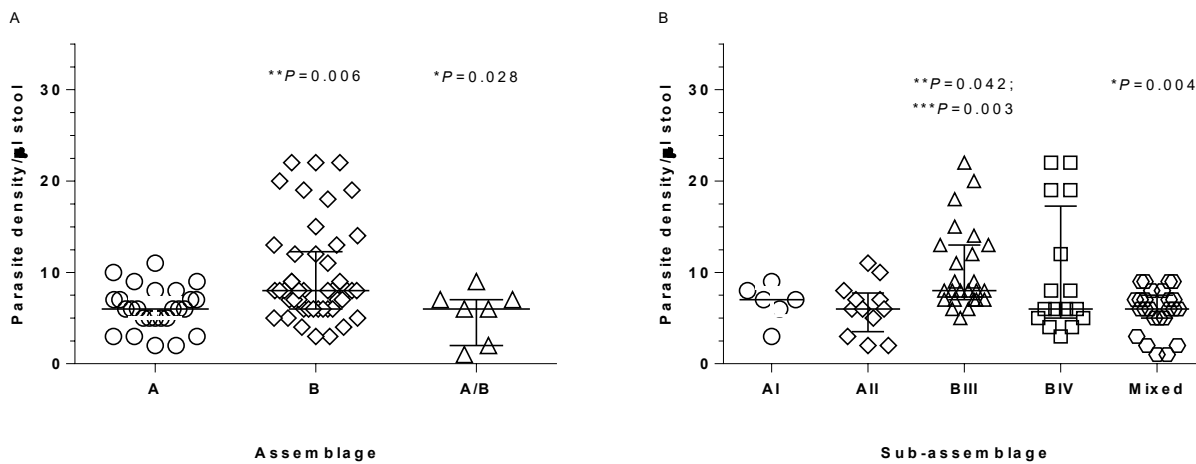 A
Parasite density/μl stool
30
20
10
0
**P=0.006
*P=0.028
A
B
A/B
Assemblage
B
Parasite density/μl stool
30
20
10
0
**P=0.042;
***P=0.003
*P=0.004
AI
AII
BIII
BIV
Mixed
Sub-assemblage